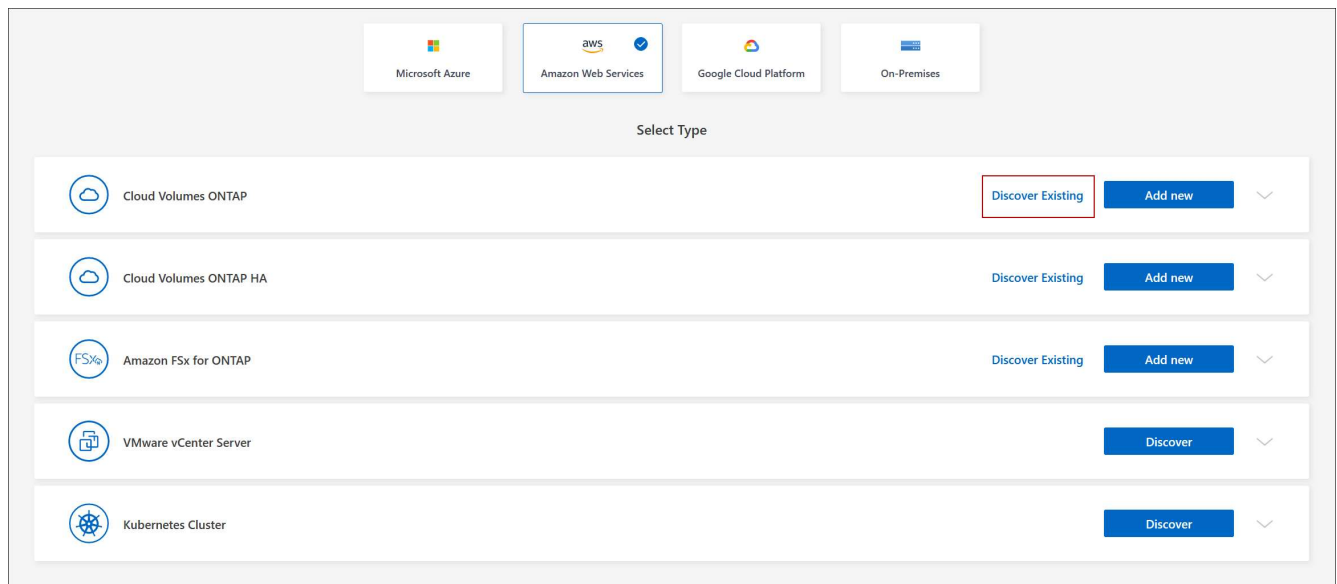 aws
Microsoft Azure
Amazon Web Services
Google Cloud Platform
On-Premises
Select Type
Cloud Volumes ONTAP
Discover Existing
Add new
Cloud Volumes ONTAP HA
Discover Existing
Add new
FSx
Amazon FSx for ONTAP
Discover Existing
Add new
VMware vCenter Server
Discover
Kubernetes Cluster
Discover